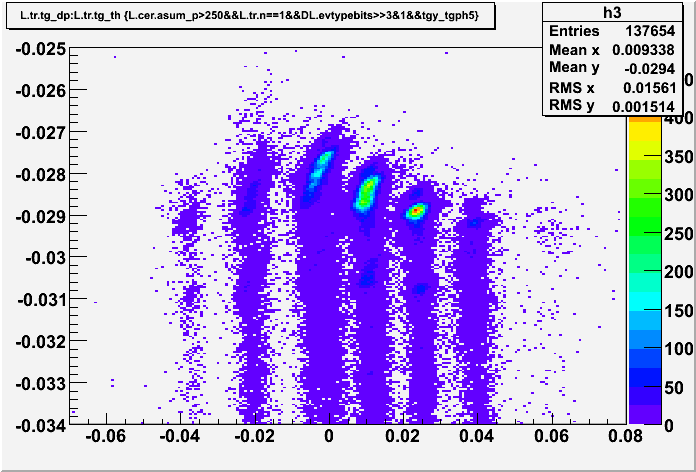 L.tr.tg_dp:L.tr.tg_th {L.cer.asum_p>250&&L.tr.n==1&&DL.evtypebits>>3&1&&tgy_tgph5}
h3
Entries 137654
Mean x 0.009338
Mean y -0.0294
RMS x 0.01561
RMS y 0.001514
-0.025
-0.026
-0.027
-0.028
-0.029
-0.03
-0.031
-0.032
-0.033
-0.034
-0.06 -0.04 -0.02 0 0.02 0.04 0.06 0.08
400
350
300
250
200
150
100
50
0